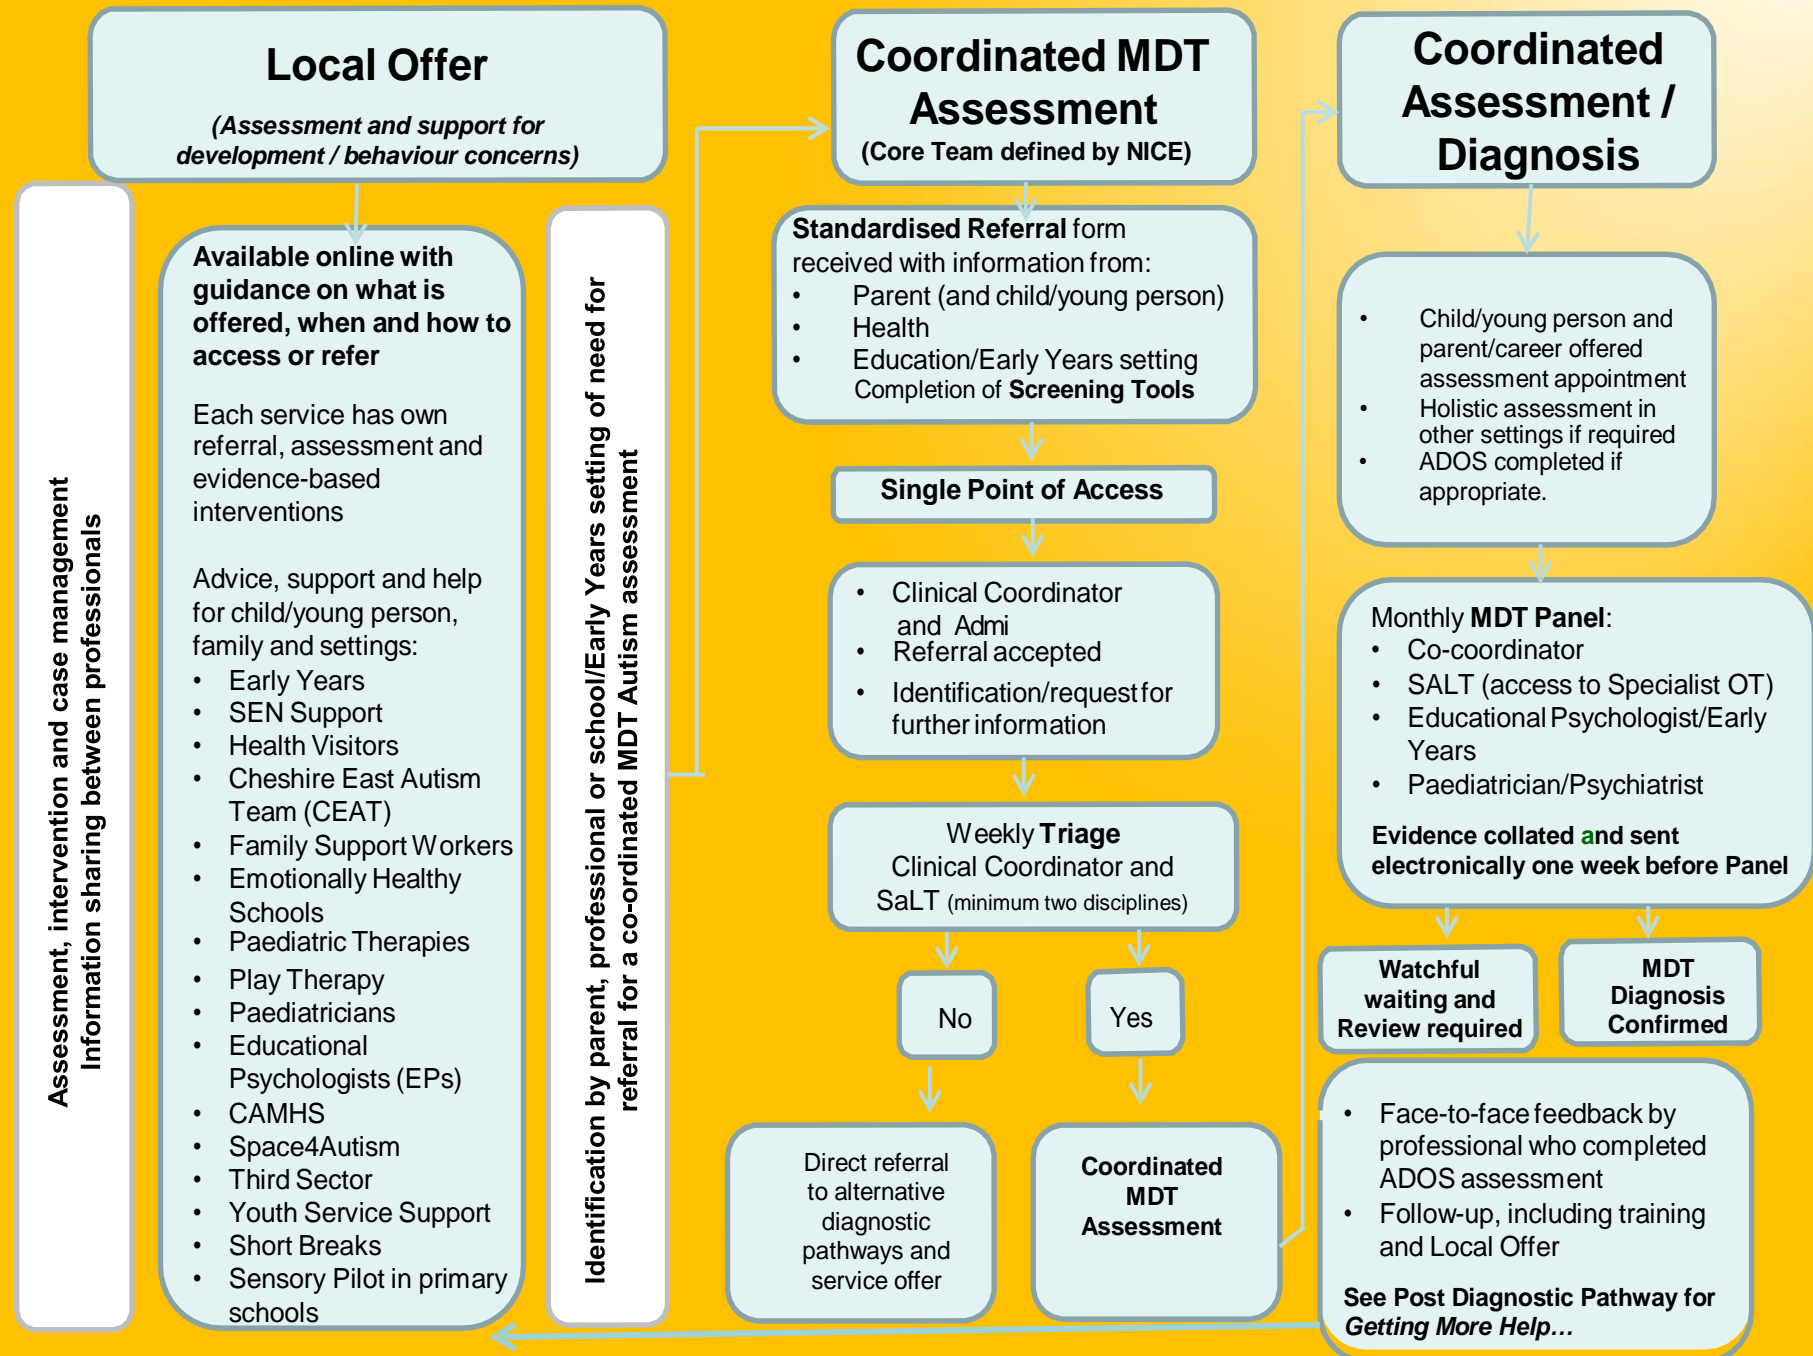 Local Offer
(Assessment and support for
development / behaviour concerns)
Assessment, intervention and case management
Information sharing between professionals
Available online with
guidance on what is
offered, when and how to
access or refer
Each service has own
referral, assessment and
evidence-based
interventions
Advice, support and help
for child/young person,
family and settings:
• Early Years
• SEN Support
• Health Visitors
• Cheshire East Autism
Team (CEAT)
• Family Support Workers
• Emotionally Healthy
Schools
• Paediatric Therapies
• Play Therapy
• Paediatricians
• Educational
Psychologists (EPs)
• CAMHS
• Space4Autism
• Third Sector
• Youth Service Support
• Short Breaks
• Sensory Pilot in primary
schools
Identification by parent, professional or school/Early Years setting of need for
referral for a co-ordinated MDT Autism assessment
Coordinated MDT
Assessment
(Core Team defined by NICE)
Standardised Referral form
received with information from:
• Parent (and child/young person)
• Health
• Education/Early Years setting
Completion of Screening Tools
Single Point of Access
• Clinical Coordinator
and Admi
• Referral accepted
• Identification/request for
further information
Weekly Triage
Clinical Coordinator and
SaLT (minimum two disciplines)
No
Yes
Direct referral
to alternative
diagnostic
pathways and
service offer
Coordinated
MDT
Assessment
Coordinated
Assessment /
Diagnosis
• Child/young person and
parent/career offered
assessment appointment
• Holistic assessment in
other settings if required
• ADOS completed if
appropriate.
Monthly MDT Panel:
• Co-coordinator
• SALT (access to Specialist OT)
• Educational Psychologist/Early
Years
• Paediatrician/Psychiatrist
Evidence collated and sent
electronically one week before Panel
Watchful
waiting and
Review required
MDT
Diagnosis
Confirmed
• Face-to-face feedback by
professional who completed
ADOS assessment
• Follow-up, including training
and Local Offer
See Post Diagnostic Pathway for
Getting More Help…